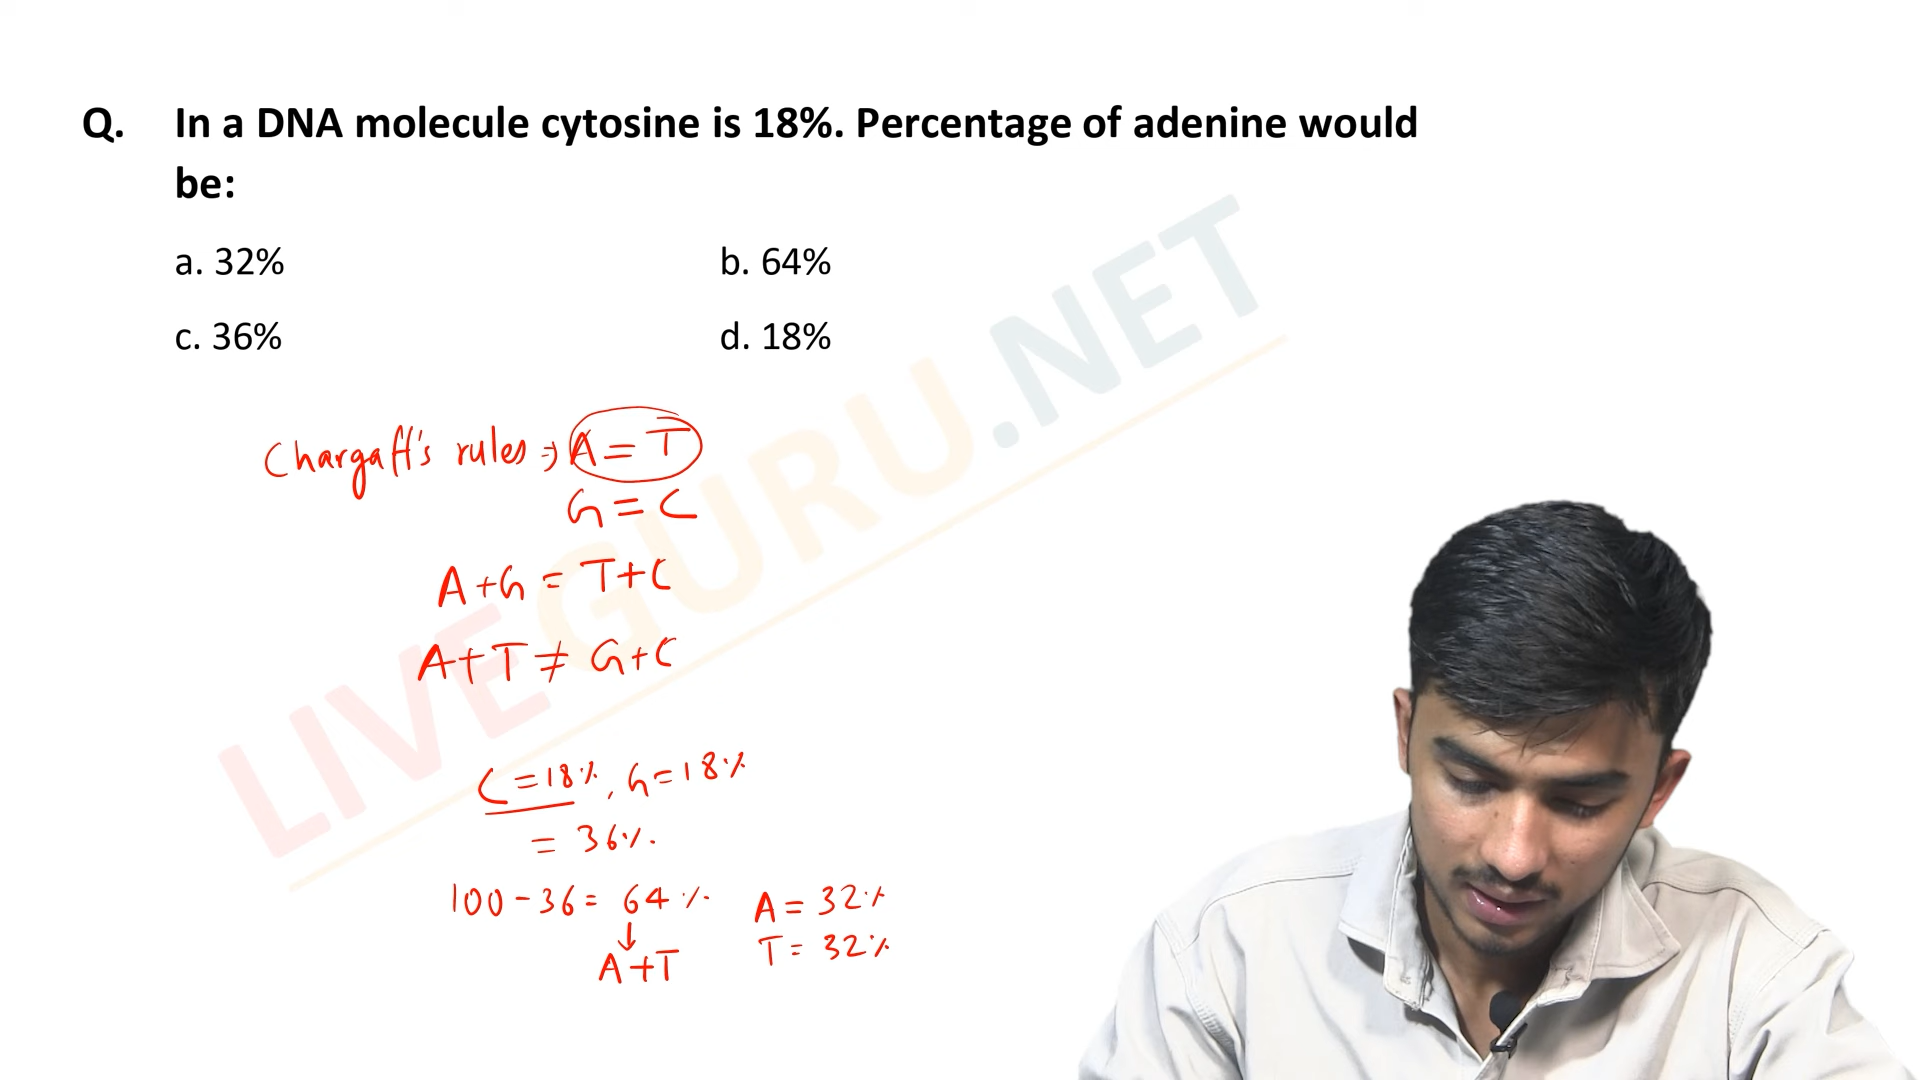 Q. In a DNA molecule cytosine is 18%. Percentage of adenine would
be:
a. 32% b. 64%
c. 36% d. 18%
Chargaff's rules ⇒ A = T
G = C
A+G = T+C
A+T ≠ G+C
C = 18%, G = 18%
= 36%.
100 - 36 = 64 %
↓
A+T
A = 32%
T = 32%
LIVEGURU.NET